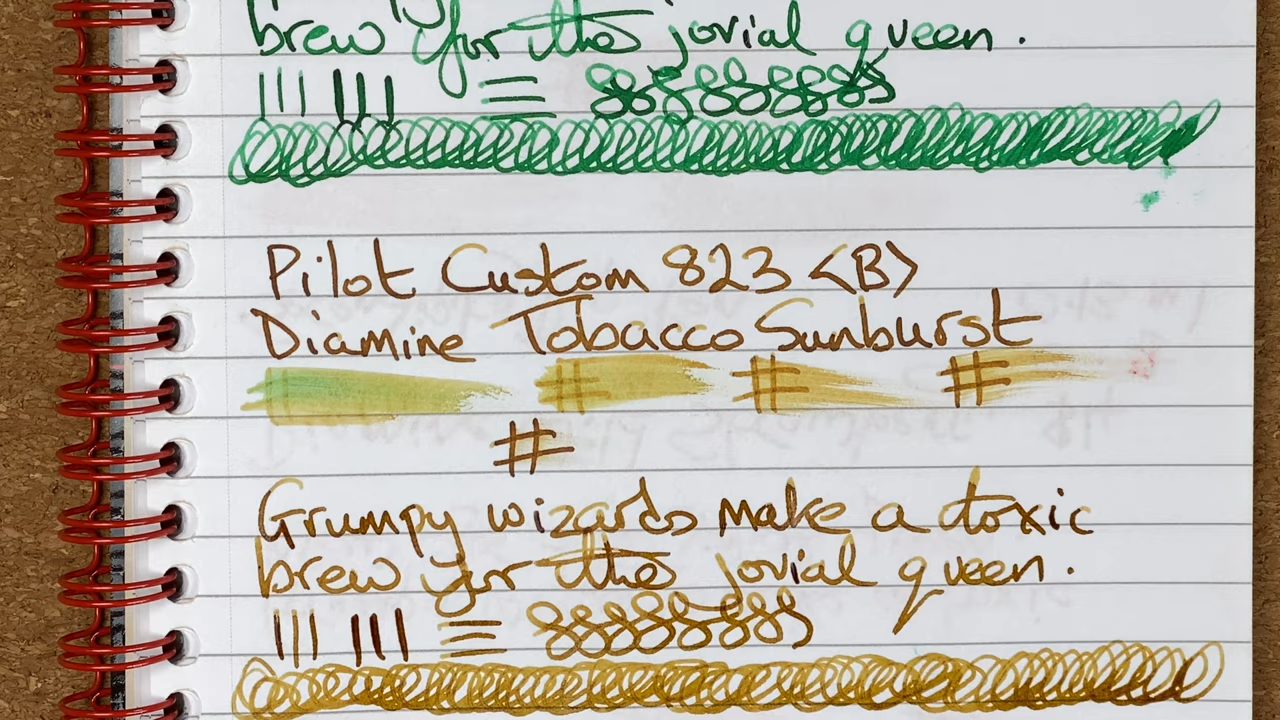 brew for the jovial queen.
||| ||| 88888888
Pilot Custom 823 <B>
Diamine Tobacco Sunburst
# # #
#
Grumpy wizards make a toxic
brew for the jovial queen.
||| ||| 88888888